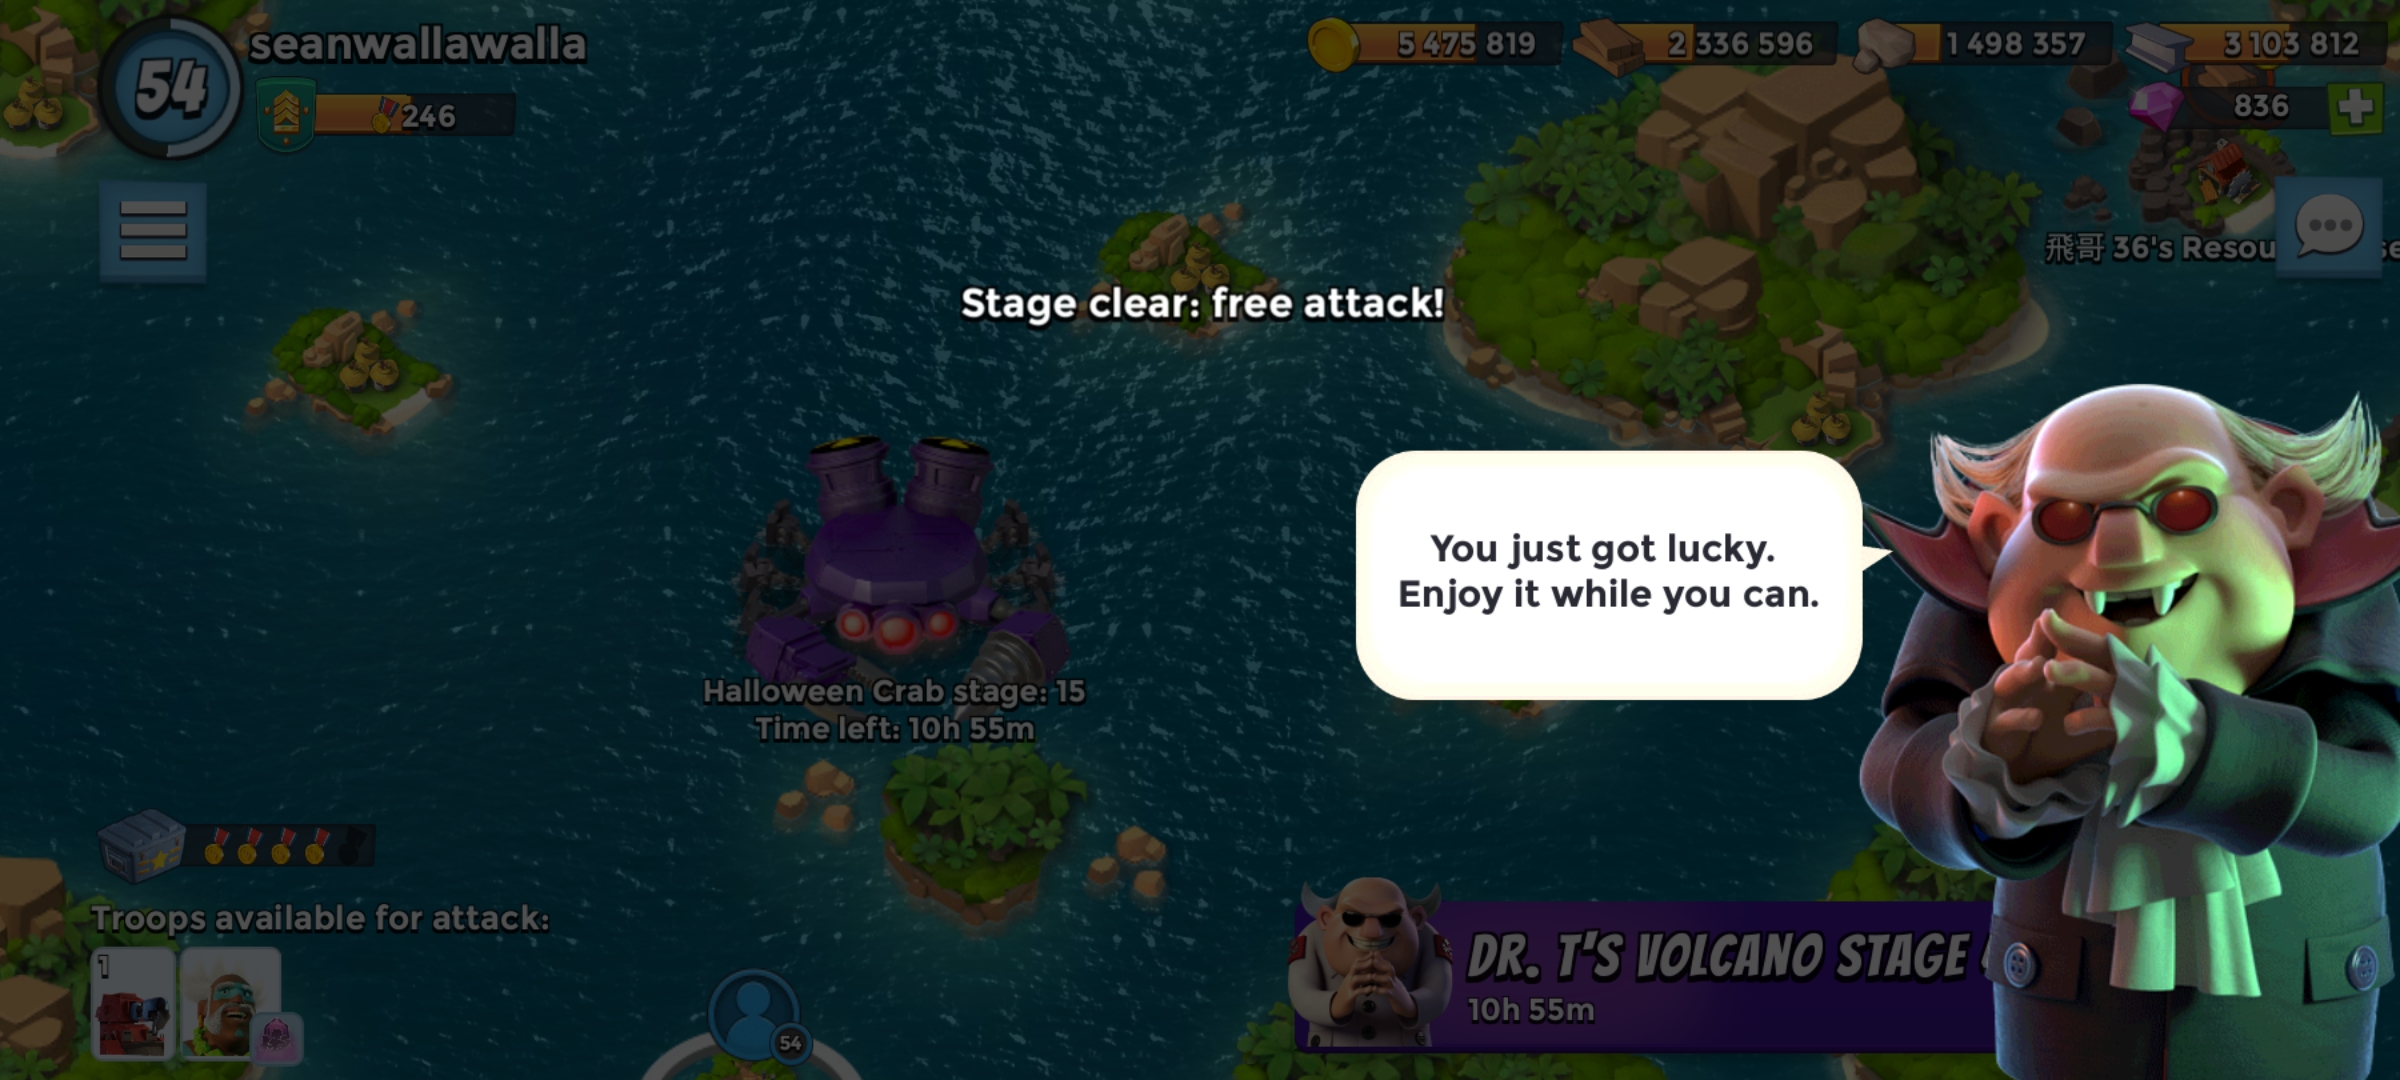 54
seanwallawalla
246
5 475 819
2 336 596
1 498 357
3 103 812
836
飛哥 36's Resou
Stage clear: free attack!
You just got lucky.
Enjoy it while you can.
Halloween Crab stage: 15
Time left: 10h 55m
Troops available for attack:
1
54
DR. T'S VOLCANO STAGE
10h 55m